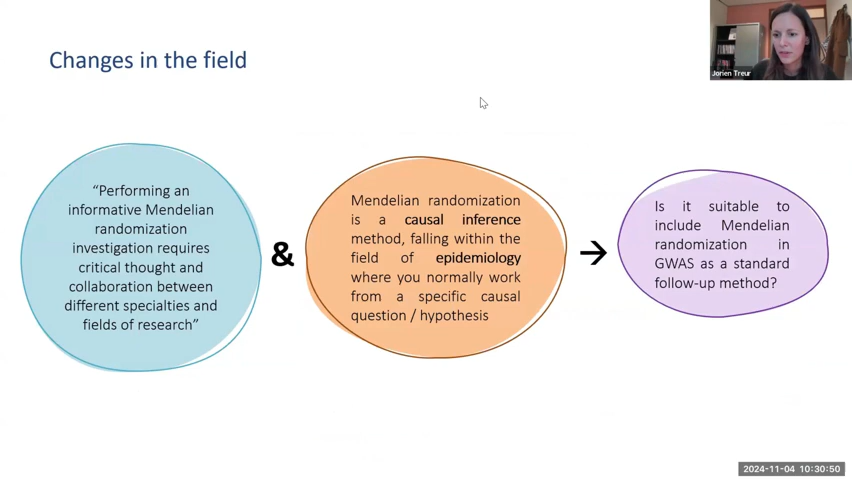 Changes in the field
Jorien Treur
“Performing an
informative Mendelian
randomization
investigation requires
critical thought and
collaboration between
different specialties and
fields of research”
&
Mendelian randomization
is a causal inference
method, falling within the
field of epidemiology
where you normally work
from a specific causal
question / hypothesis
→
Is it suitable to
include Mendelian
randomization in
GWAS as a standard
follow-up method?
2024-11-04 10:30:50